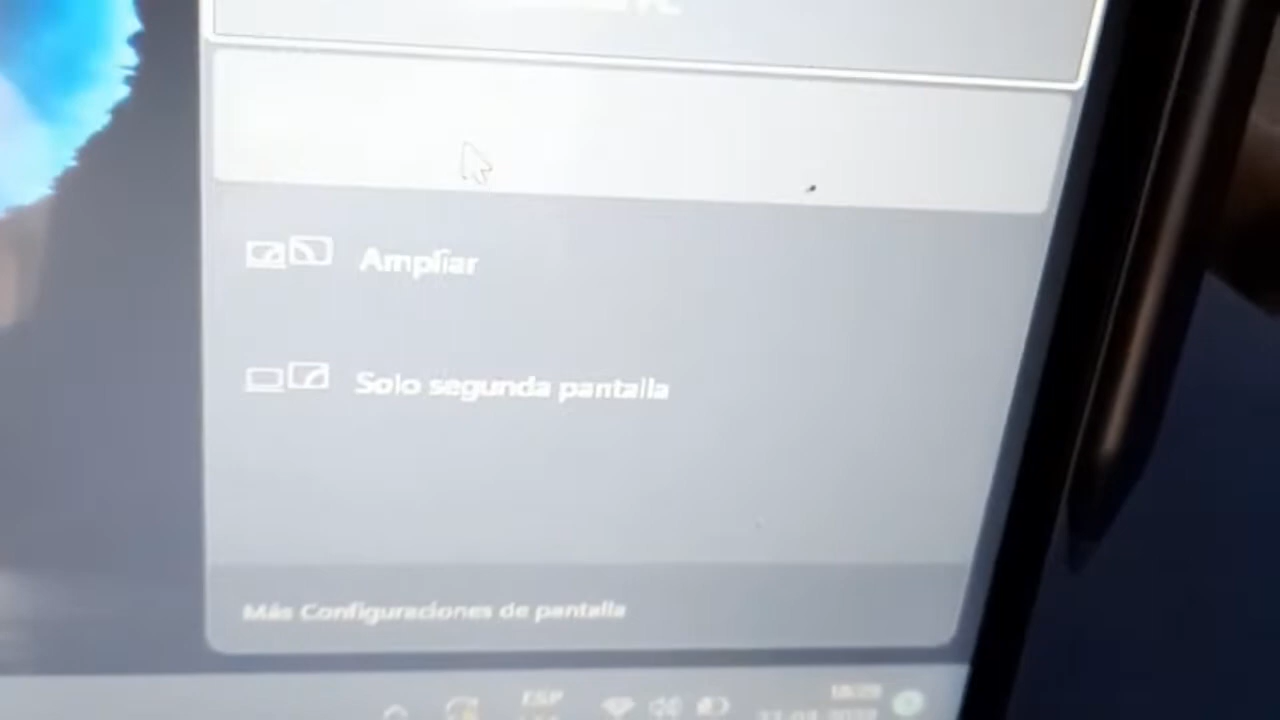 Ampliar
Solo segunda pantalla
Más Configuraciones de pantalla
ESP